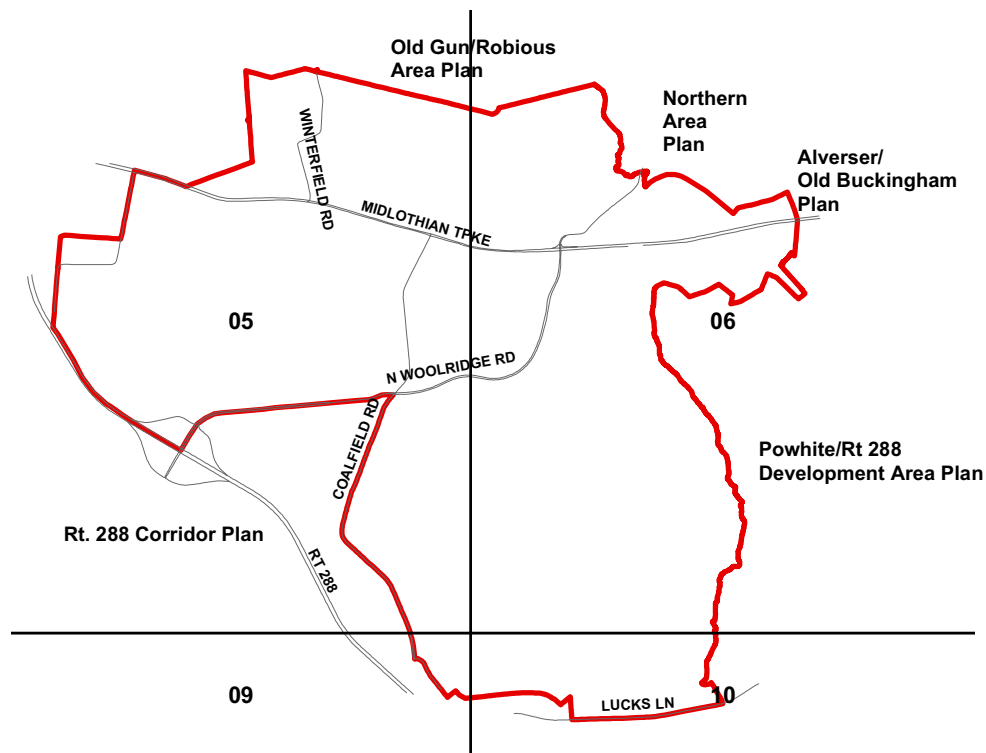 Old Gun/Robious
Area Plan
Northern
Area
Plan
Alverser/
Old Buckingham
Plan
WINTERFIELD RD
MIDLOTHIAN TPKE
05
06
N WOOLRIDGE RD
COALFIELD RD
Powhite/Rt 288
Development Area Plan
Rt. 288 Corridor Plan
RT 288
09
10
LUCKS LN